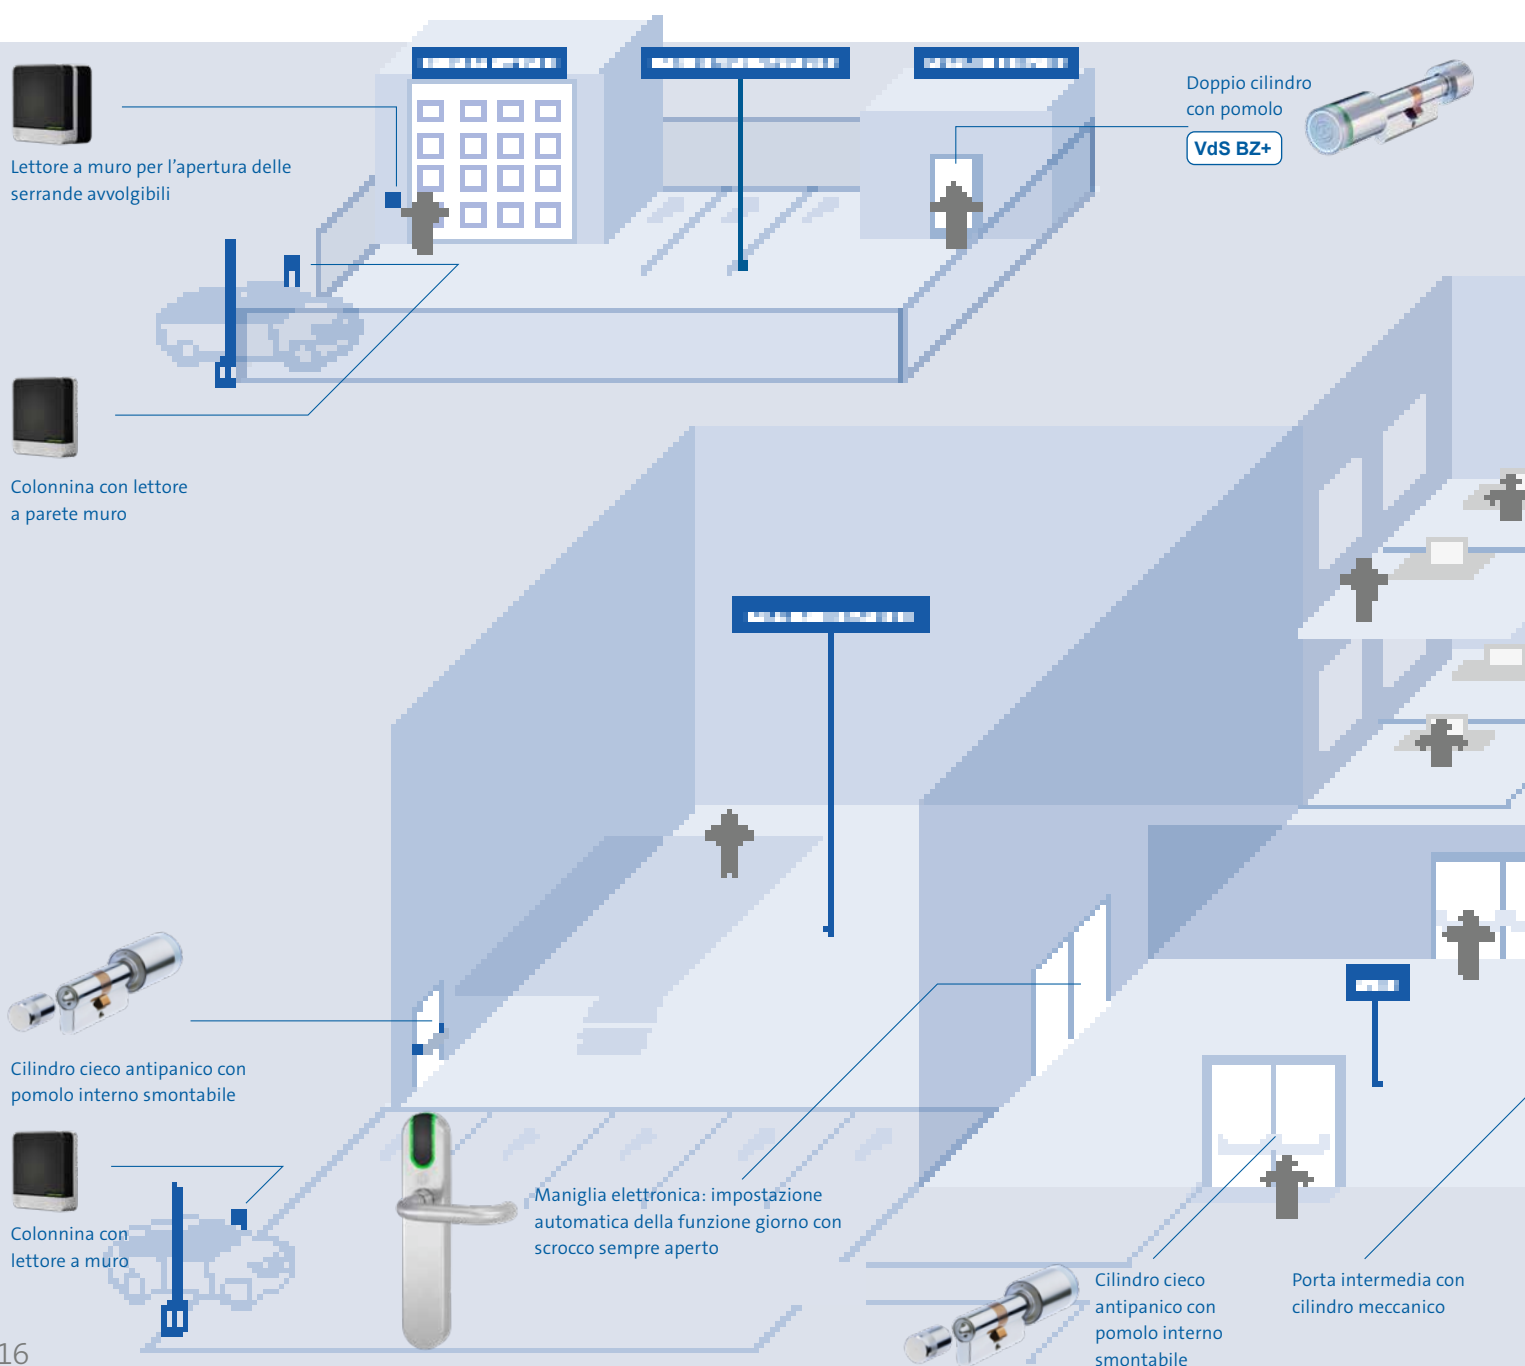 Doppio cilindro
con pomolo
VdS BZ+
Lettore a muro per l'apertura delle
serrande avvolgibili
Colonnina con lettore
a parete muro
Cilindro cieco antipanico con
pomolo interno smontabile
Colonnina con
lettore a muro
Maniglia elettronica: impostazione
automatica della funzione giorno con
scrocco sempre aperto
Cilindro cieco
antipanico con
pomolo interno
smontabile
Porta intermedia con
cilindro meccanico
16